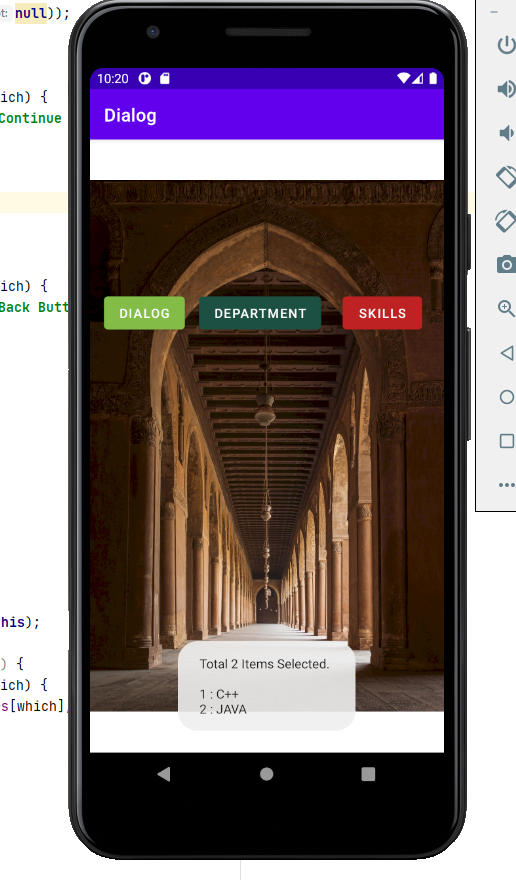 ot: null));
10:20
Dialog
ich) {
Continue
ich) {
Back Butt
DIALOG
DEPARTMENT
SKILLS
his);
) {
ich) {
s[which],
Total 2 Items Selected.
1 : C++
2 : JAVA